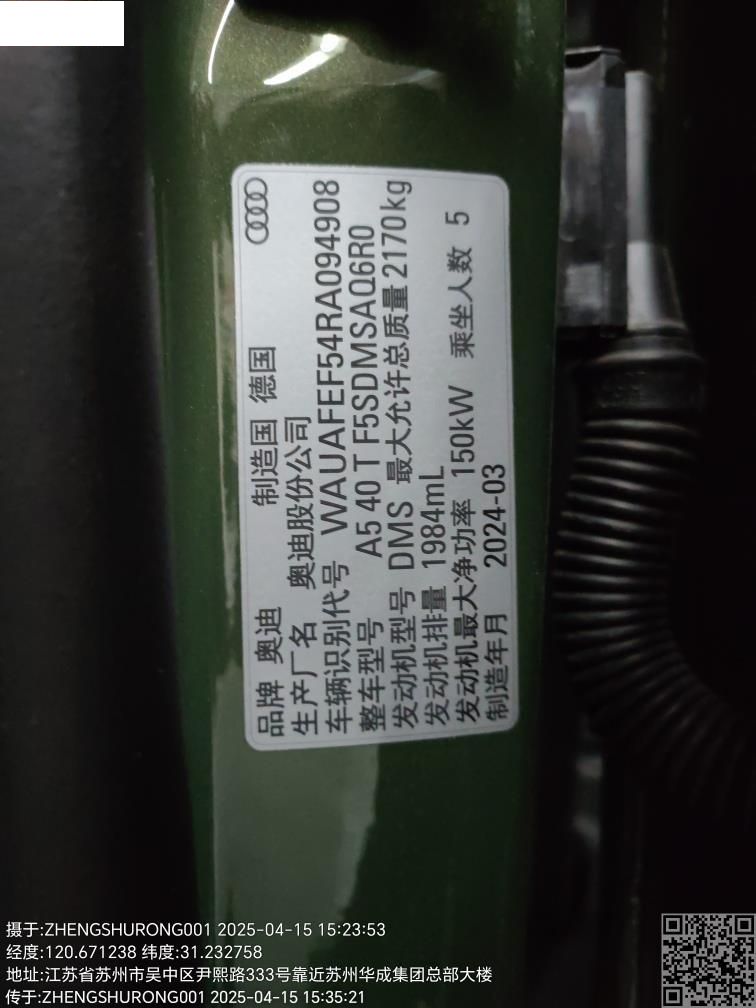 品牌 奥迪 制造国 德国
生产厂名 奥迪股份公司
车辆识别代号 WAUAFEF54RA094908
整车型号 A5 40 T F5SDMSAQ6R0
发动机型号 DMS 最大允许总质量 2170kg
发动机排量 1984mL
发动机最大净功率 150kW 乘坐人数 5
制造年月 2024-03
摄于:ZHENGSHURONG001 2025-04-15 15:23:53
经度:120.671238 纬度:31.232758
地址:江苏省苏州市吴中区尹熙路333号靠近苏州华成集团总部大楼
传于:ZHENGSHURONG001 2025-04-15 15:35:21